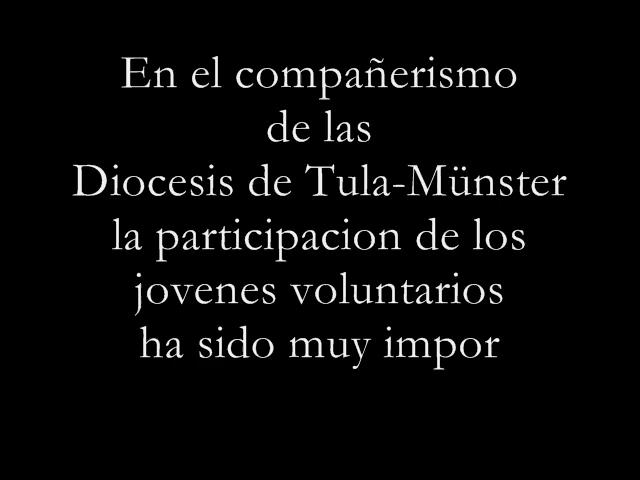 En el compañerismo
de las
Diocesis de Tula-Münster
la participacion de los
jovenes voluntarios
ha sido muy impor